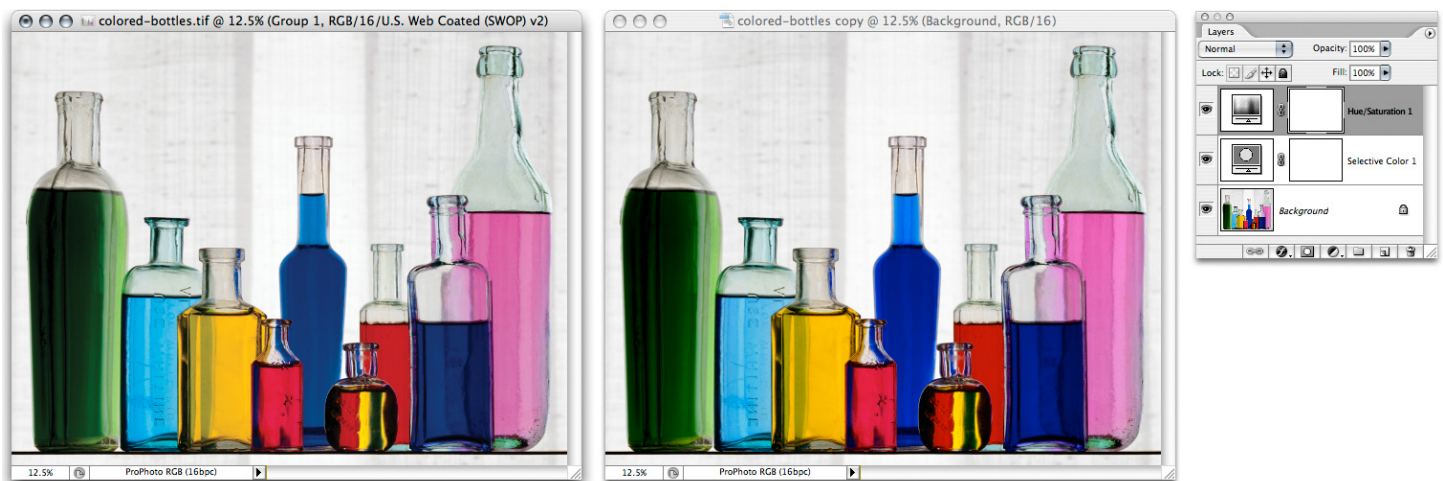 colored-bottles.tif @ 12.5% (Group 1, RGB/16/U.S. Web Coated (SWOP) v2)
12.5%
ProPhoto RGB (16bpc)
colored-bottles copy @ 12.5% (Background, RGB/16)
12.5%
ProPhoto RGB (16bpc)
Layers
Normal Opacity: 100%
Lock: Fill: 100%
Hue/Saturation 1
Selective Color 1
Background